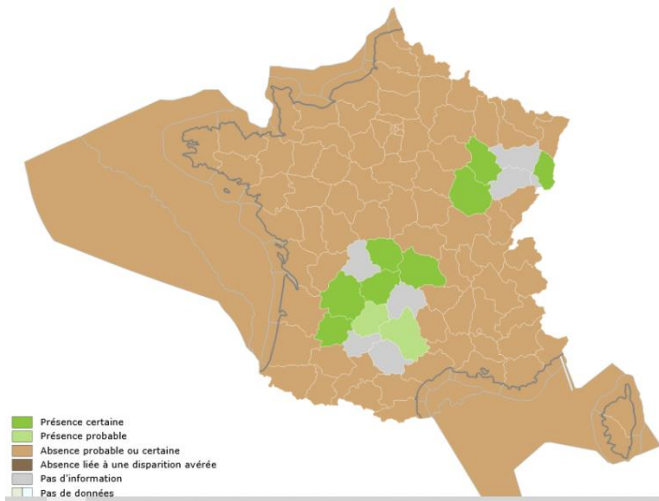 Présence certaine
Présence probable
Absence probable ou certaine
Absence liée à une disparition avérée
Pas d'information
Pas de données